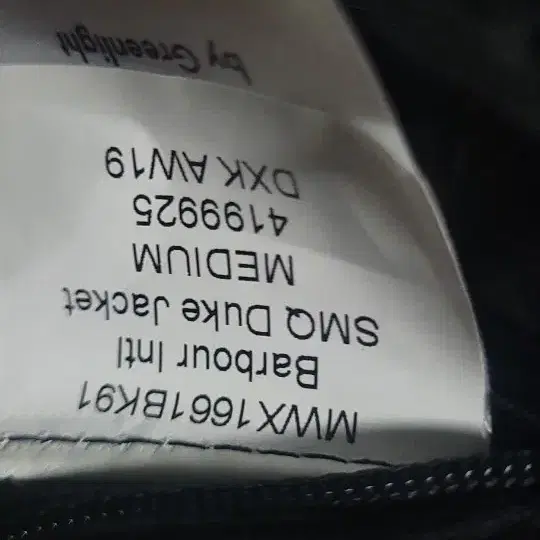 MWX1661BK91
Barbour Intl
SMQ Duke Jacket
MEDIUM
4199925
DXK AW19
by Greenlight